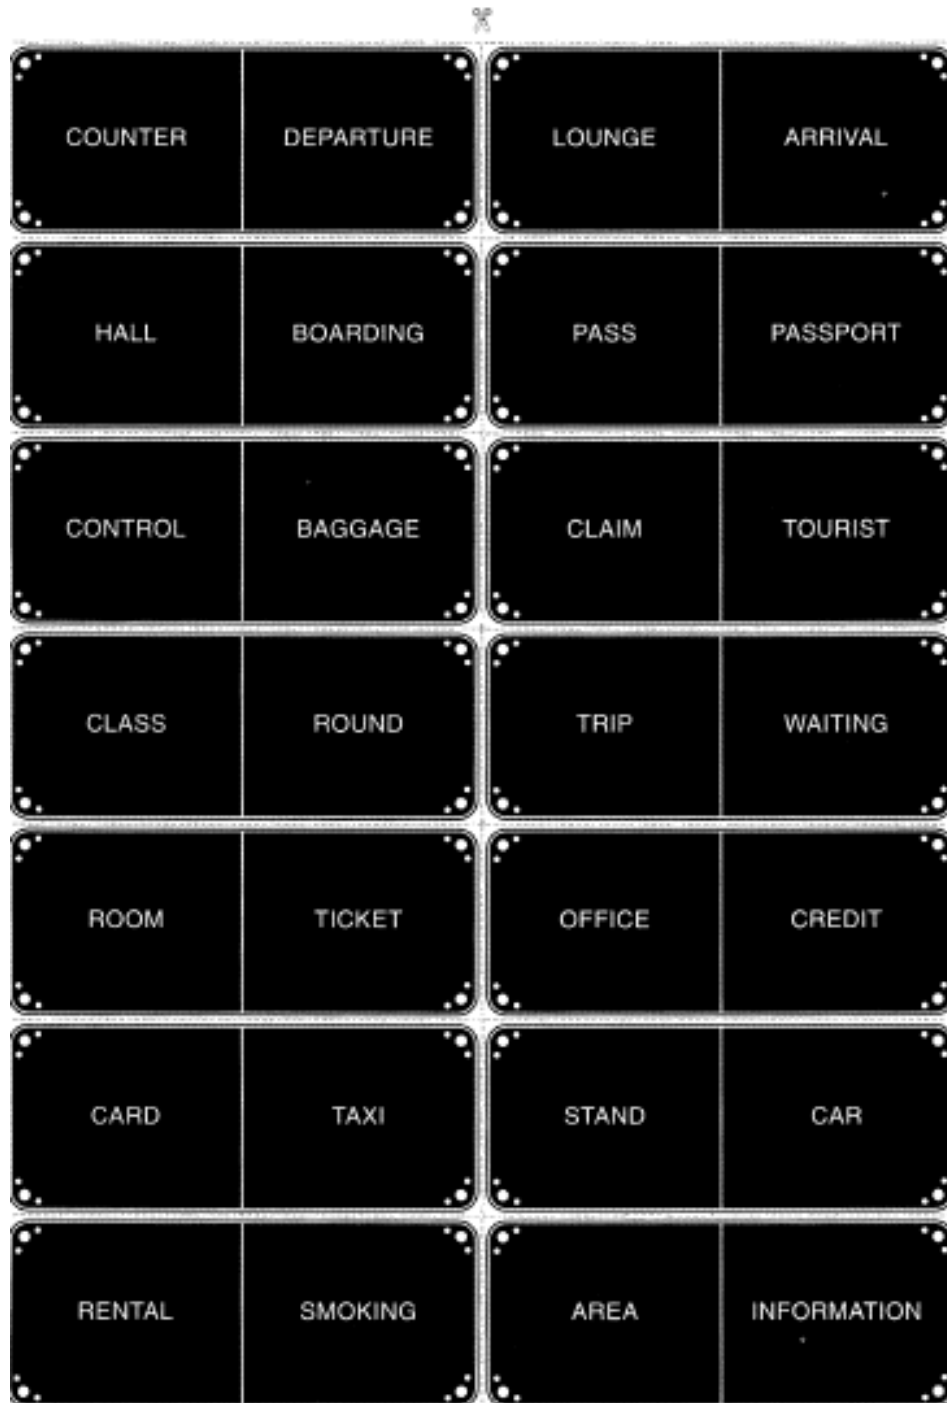 COUNTER DEPARTURE LOUNGE ARRIVAL
HALL BOARDING PASS PASSPORT
CONTROL BAGGAGE CLAIM TOURIST
CLASS ROUND TRIP WAITING
ROOM TICKET OFFICE CREDIT
CARD TAXI STAND CAR
RENTAL SMOKING AREA INFORMATION